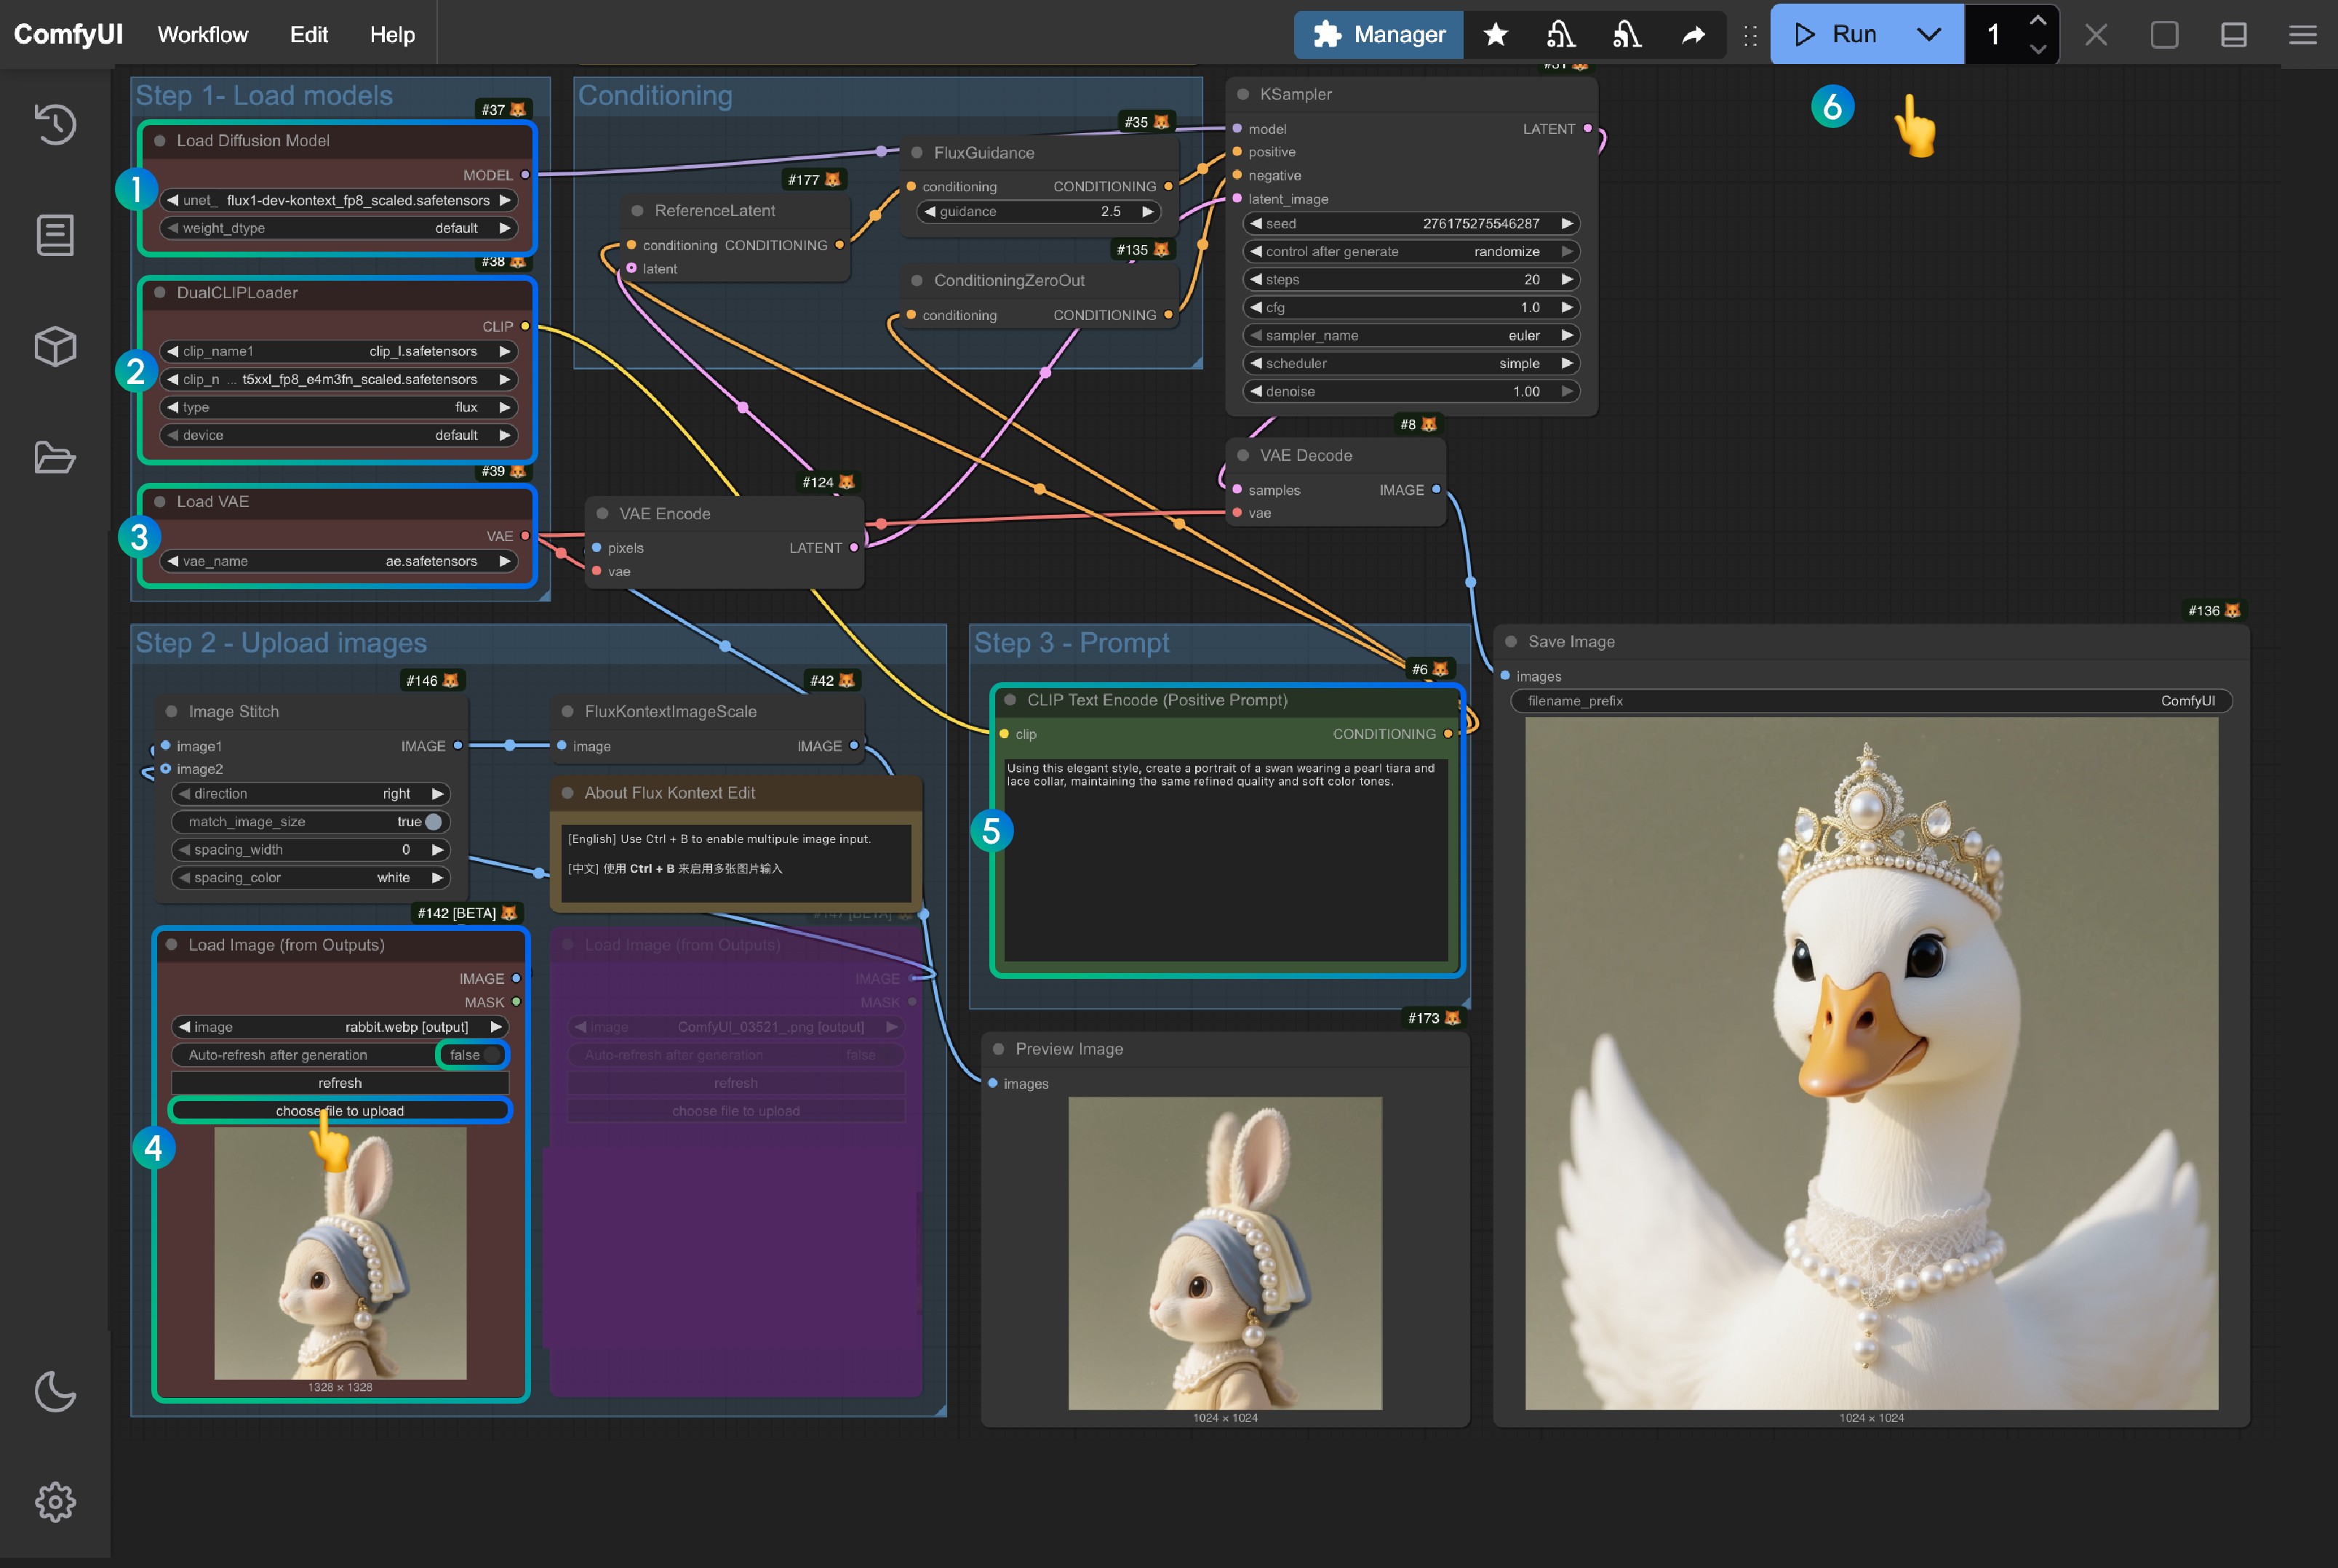 ComfyUI Workflow Edit Help
Manager
Run
1
6
Step 1- Load models
#37
Load Diffusion Model
MODEL
1
unet_ flux1-dev-kontext_fp8_scaled.safetensors
weight_dtype default
#38
DualCLIPLoader
CLIP
clip_name1 clip_l.safetensors
2
clip_n ... t5xxl_fp8_e4m3fn_scaled.safetensors
type flux
device default
#39
Load VAE
VAE
3
vae_name ae.safetensors
Conditioning
#35
FluxGuidance
conditioning CONDITIONING
guidance 2.5
#177
ReferenceLatent
conditioning CONDITIONING
latent
#135
ConditioningZeroOut
conditioning CONDITIONING
#31
KSampler
model LATENT
positive
negative
latent_image
seed 276175275546287
control after generate randomize
steps 20
cfg 1.0
sampler_name euler
scheduler simple
denoise 1.00
#8
VAE Decode
samples IMAGE
vae
#124
VAE Encode
pixels LATENT
vae
Step 2 - Upload images
#146
Image Stitch
image1 IMAGE
image2
direction right
match_image_size true
spacing_width 0
spacing_color white
#42
FluxKontextImageScale
image IMAGE
About Flux Kontext Edit
[English] Use Ctrl + B to enable multipule image input.
[中文] 使用 Ctrl + B 来启用多张图片输入
#142 [BETA]
Load Image (from Outputs)
IMAGE
MASK
image rabbit.webp [output]
Auto-refresh after generation false
refresh
choose file to upload
4
1328 × 1328
#147 [BETA]
Load Image (from Outputs)
IMAGE
MASK
image ComfyUI_03521_.png [output]
Auto-refresh after generation false
refresh
choose file to upload
Step 3 - Prompt
#6
CLIP Text Encode (Positive Prompt)
clip CONDITIONING
Using this elegant style, create a portrait of a swan wearing a pearl tiara and
lace collar, maintaining the same refined quality and soft color tones.
5
#173
Preview Image
images
1024 × 1024
#136
Save Image
images
filename_prefix ComfyUI
1024 × 1024